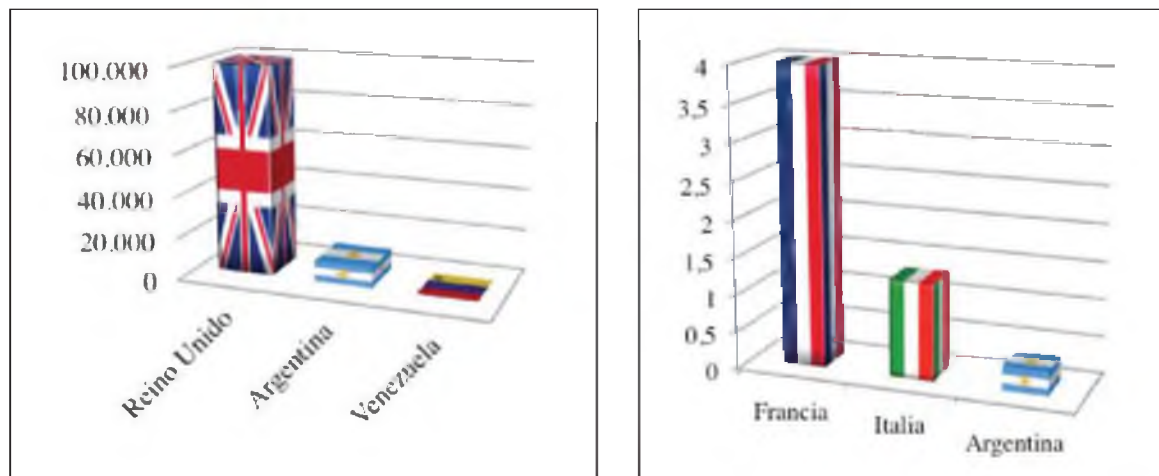 100.000
80.000
60.000
40.000
20.000
0
Reino Unido
Argentina
Venezuela
4
3.5
3
2.5
2
1.5
1
0.5
0
Francia
Italia
Argentina